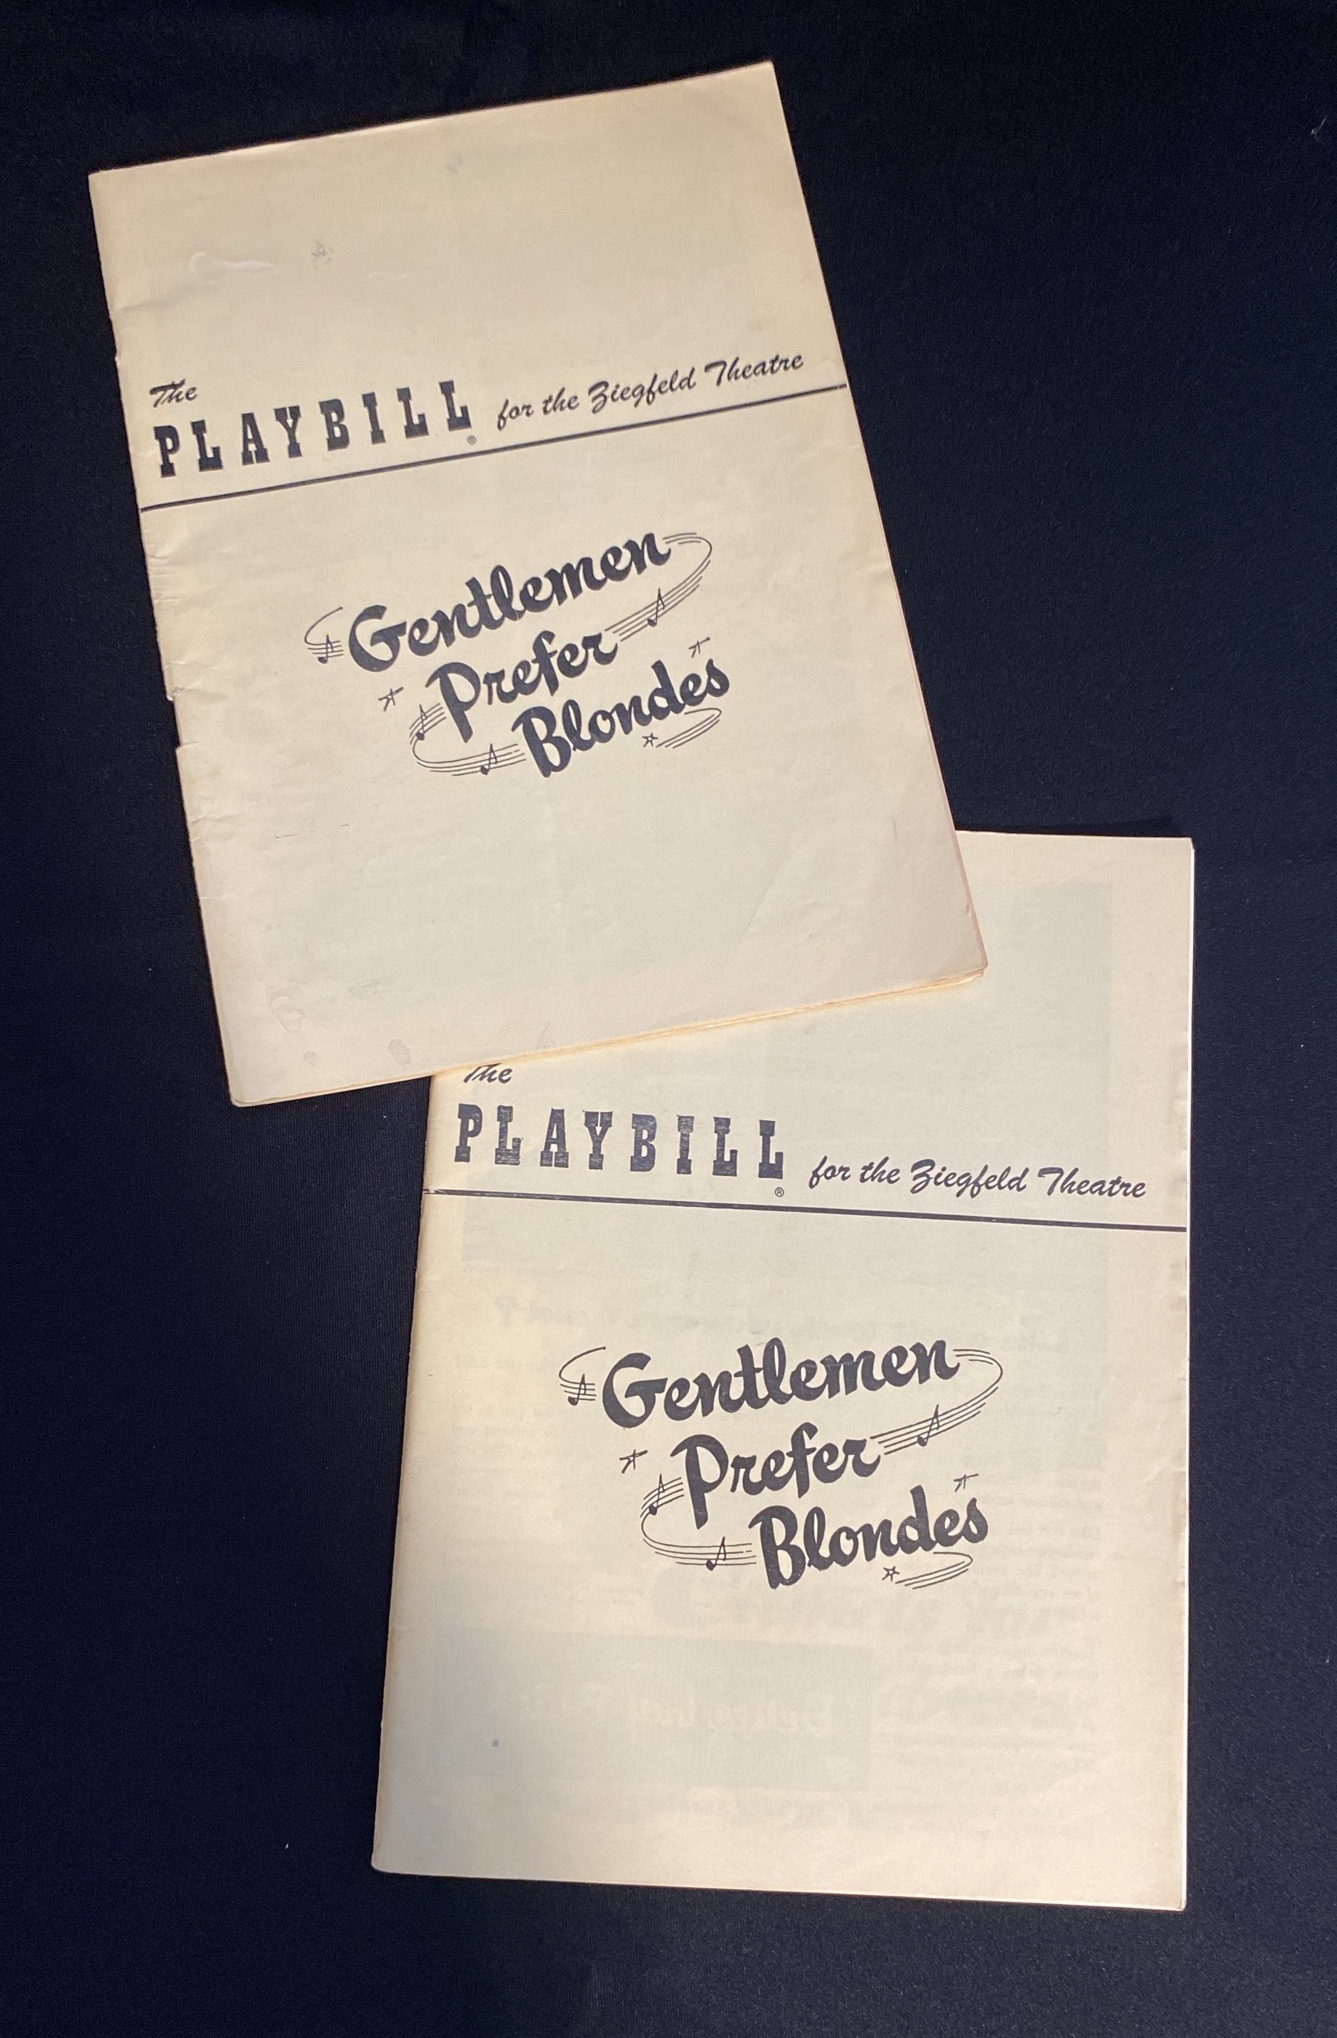 The
PLAYBILL® for the Ziegfeld Theatre
Gentlemen
Prefer
Blondes
The
PLAYBILL® for the Ziegfeld Theatre
Gentlemen
Prefer
Blondes